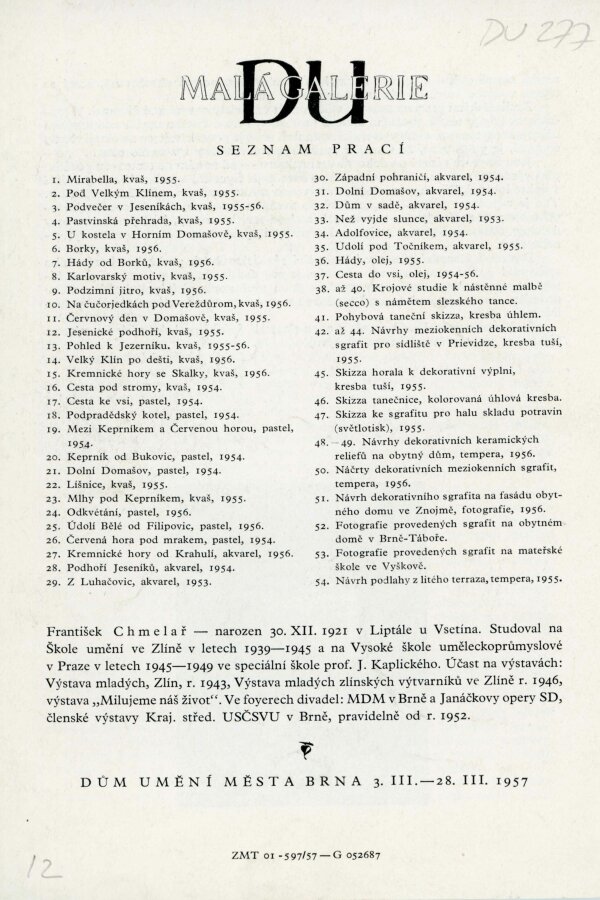 DU 277
MALÁ GALERIE
DU
SEZNAM PRACÍ
1. Mirabella, kvaš, 1955.
2. Pod Velkým Klínem, kvaš, 1955.
3. Podvečer v Jeseníkách, kvaš, 1955-56.
4. Pastvinská přehrada, kvaš, 1955.
5. U kostela v Horním Domašově, kvaš, 1955.
6. Borky, kvaš, 1956.
7. Hády od Borků, kvaš, 1956.
8. Karlovarský motiv, kvaš, 1955.
9. Podzimní jitro, kvaš, 1956.
10. Na čučorjedkách pod Vereždůrom, kvaš, 1956.
11. Červnový den v Domašově, kvaš, 1955.
12. Jesenické podhoří, kvaš, 1955.
13. Pohled k Jezerníku, kvaš, 1955-56.
14. Velký Klín po dešti, kvaš, 1956.
15. Kremnické hory se Skalky, kvaš, 1956.
16. Cesta pod stromy, kvaš, 1954.
17. Cesta ke vsi, pastel, 1954.
18. Podpradědský kotel, pastel, 1954.
19. Mezi Keprníkem a Červenou horou, pastel,
1954.
20. Keprník od Bukovic, pastel, 1954.
21. Dolní Domašov, pastel, 1954.
22. Líšnice, kvaš, 1955.
23. Mlhy pod Keprníkem, kvaš, 1955.
24. Odkvétání, pastel, 1956.
25. Údolí Bělé od Filipovic, pastel, 1956.
26. Červená hora pod mrakem, pastel, 1954.
27. Kremnické hory od Krahulí, akvarel, 1956.
28. Podhoří Jeseníků, akvarel, 1954.
29. Z Luhačovic, akvarel, 1953.
30. Západní pohraničí, akvarel, 1954.
31. Dolní Domašov, akvarel, 1954.
32. Dům v sadě, akvarel, 1954.
33. Než vyjde slunce, akvarel, 1953.
34. Adolfovice, akvarel, 1954.
35. Udolí pod Točníkem, akvarel, 1955.
36. Hády, olej, 1955.
37. Cesta do vsi, olej, 1954-56.
38. až 40. Krojové studie k nástěnné malbě
(secco) s námětem slezského tance.
41. Pohybová taneční skizza, kresba úhlem.
42. až 44. Návrhy meziokenních dekorativních
sgrafit pro sídliště v Prievidze, kresba tuší,
1955.
45. Skizza horala k dekorativní výplni,
kresba tuší, 1955.
46. Skizza tanečnice, kolorovaná úhlová kresba.
47. Skizza ke sgrafitu pro halu skladu potravin
(světlotisk), 1955.
48. – 49. Návrhy dekorativních keramických
reliefů na obytný dům, tempera, 1956.
50. Náčrty dekorativních meziokenních sgrafit,
tempera, 1956.
51. Návrh dekorativního sgrafita na fasádu obyt-
ného domu ve Znojmě, fotografie, 1956.
52. Fotografie provedených sgrafit na obytném
domě v Brně-Táboře.
53. Fotografie provedených sgrafit na mateřské
škole ve Vyškově.
54. Návrh podlahy z litého terraza, tempera, 1955.
František Chmelař — narozen 30. XII. 1921 v Liptále u Vsetína. Studoval na
Škole umění ve Zlíně v letech 1939—1945 a na Vysoké škole uměleckoprůmyslové
v Praze v letech 1945—1949 ve speciální škole prof. J. Kaplického. Účast na výstavách:
Výstava mladých, Zlín, r. 1943, Výstava mladých zlínských výtvarníků ve Zlíně r. 1946,
výstava „Milujeme náš život“. Ve foyerech divadel: MDM v Brně a Janáčkovy opery SD,
členské výstavy Kraj. střed. USČSVU v Brně, pravidelně od r. 1952.
DŮM UMĚNÍ MĚSTA BRNA 3. III.—28. III. 1957
ZMT 01 -597/57 — G 052687
12